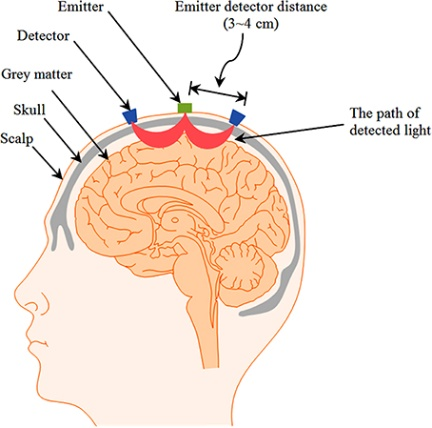 Emitter
Emitter detector distance
(3~4 cm)
Detector
Grey matter
Skull
Scalp
The path of
detected light